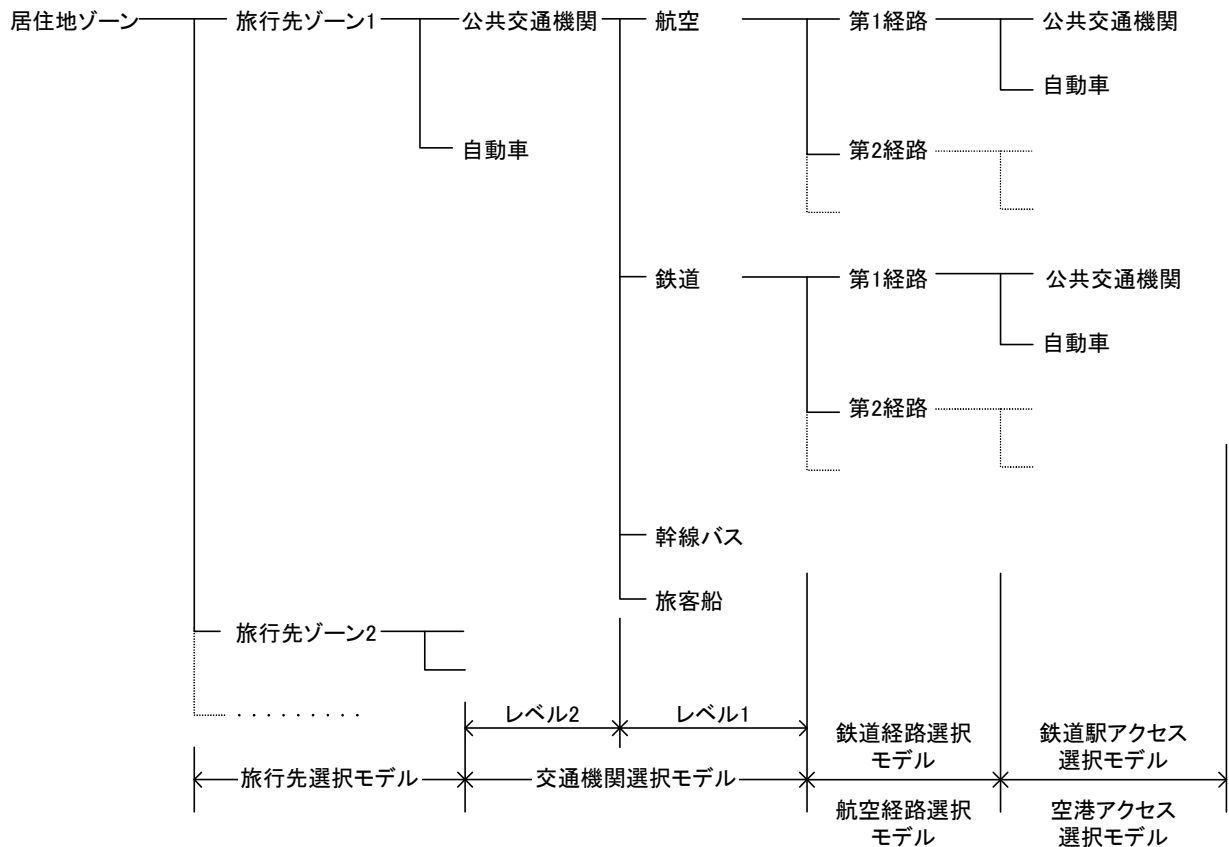 居住地ゾーン
旅行先ゾーン1
公共交通機関
航空
第1経路
公共交通機関
自動車
自動車
第2経路
鉄道
第1経路
公共交通機関
自動車
第2経路
幹線バス
旅客船
旅行先ゾーン2
・・・・・・・・・
レベル2
レベル1
鉄道経路選択
モデル
鉄道駅アクセス
選択モデル
旅行先選択モデル
交通機関選択モデル
航空経路選択
モデル
空港アクセス
選択モデル